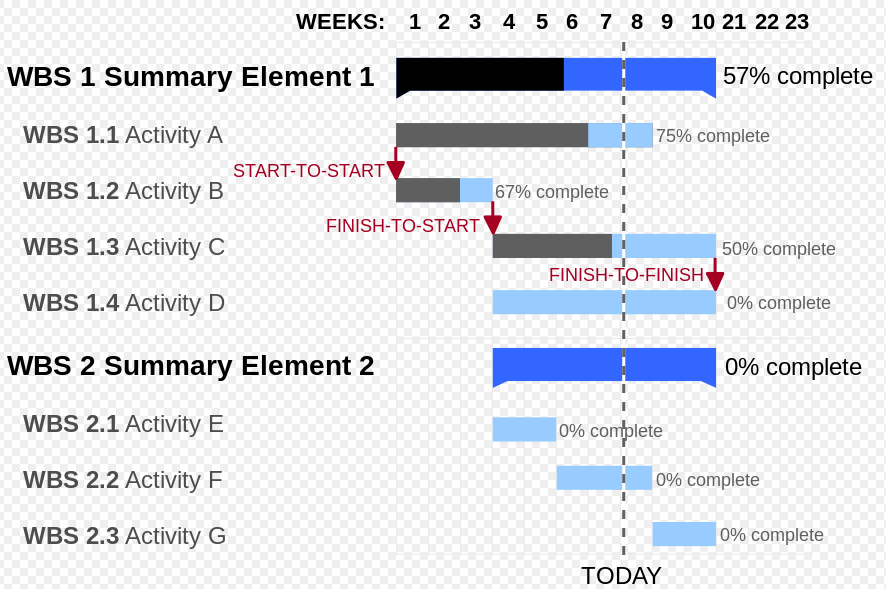 WEEKS: 1 2 3 4 5 6 7 8 9 10 21 22 23
WBS 1 Summary Element 1 57% complete
WBS 1.1 Activity A 75% complete
START-TO-START
WBS 1.2 Activity B 67% complete
FINISH-TO-START
WBS 1.3 Activity C 50% complete
FINISH-TO-FINISH
WBS 1.4 Activity D 0% complete
WBS 2 Summary Element 2 0% complete
WBS 2.1 Activity E 0% complete
WBS 2.2 Activity F 0% complete
WBS 2.3 Activity G 0% complete
TODAY